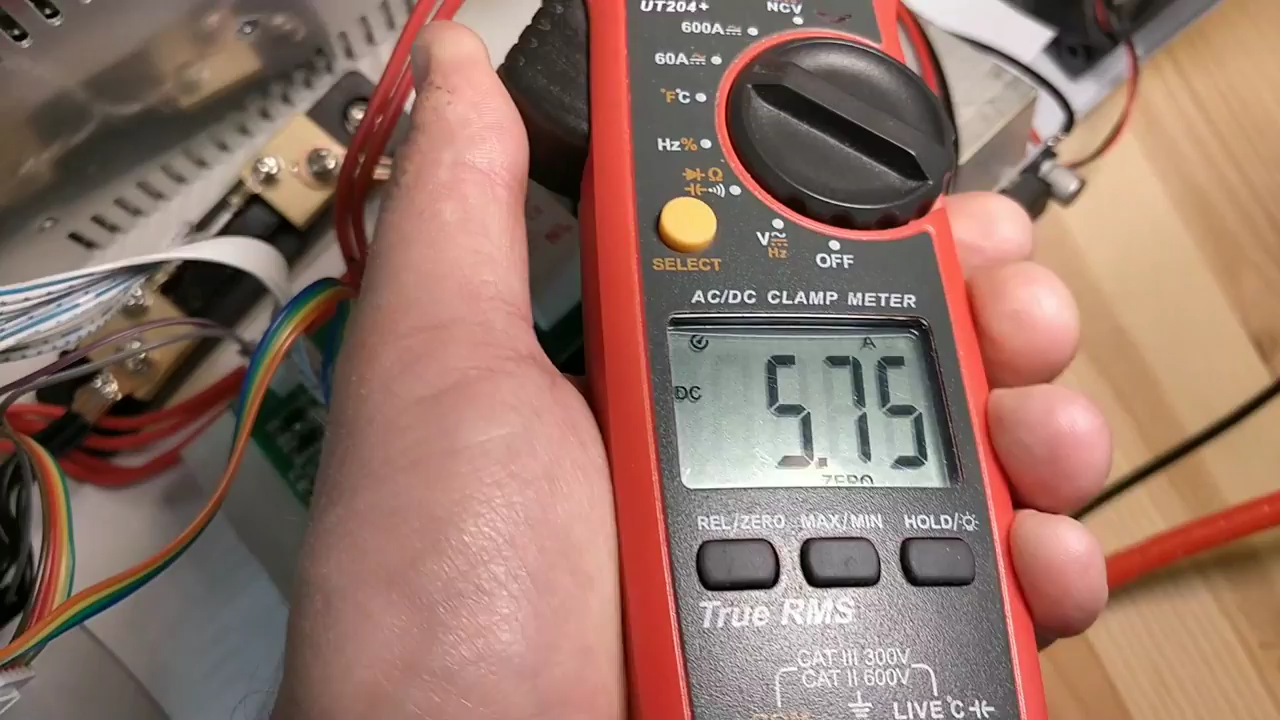 UT204+
NCV
600A
60A
°F°C
Hz%
Ω
V
Hz
OFF
SELECT
AC/DC CLAMP METER
A
DC
5.75
ZERO
REL/ZERO MAX/MIN HOLD/
True RMS
CAT III 300V
CAT II 600V
LIVE °C